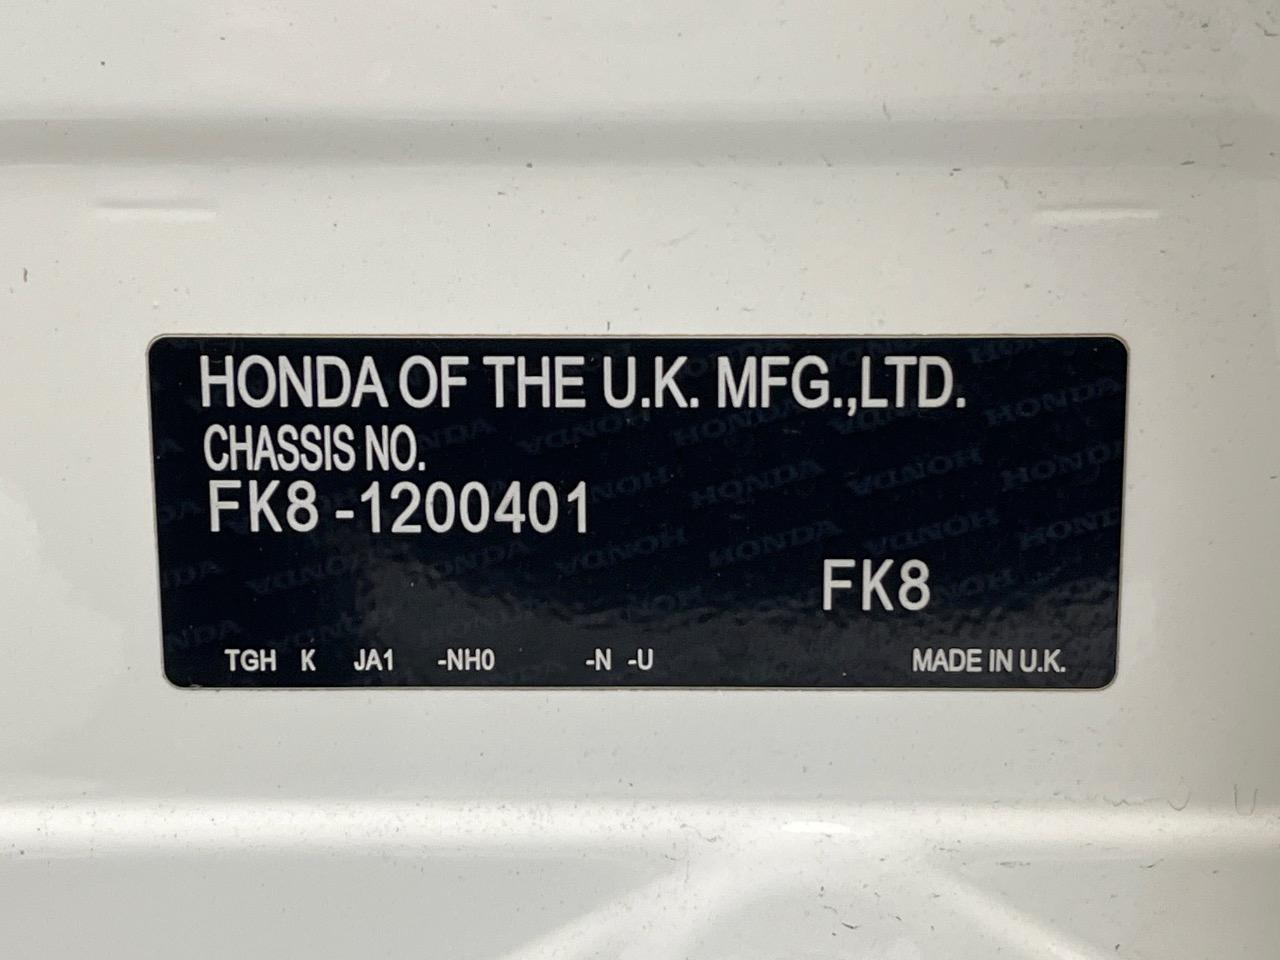 HONDA OF THE U.K. MFG.,LTD.
CHASSIS NO.
FK8 -1200401
FK8
TGH K JA1 -NH0 -N -U MADE IN U.K.